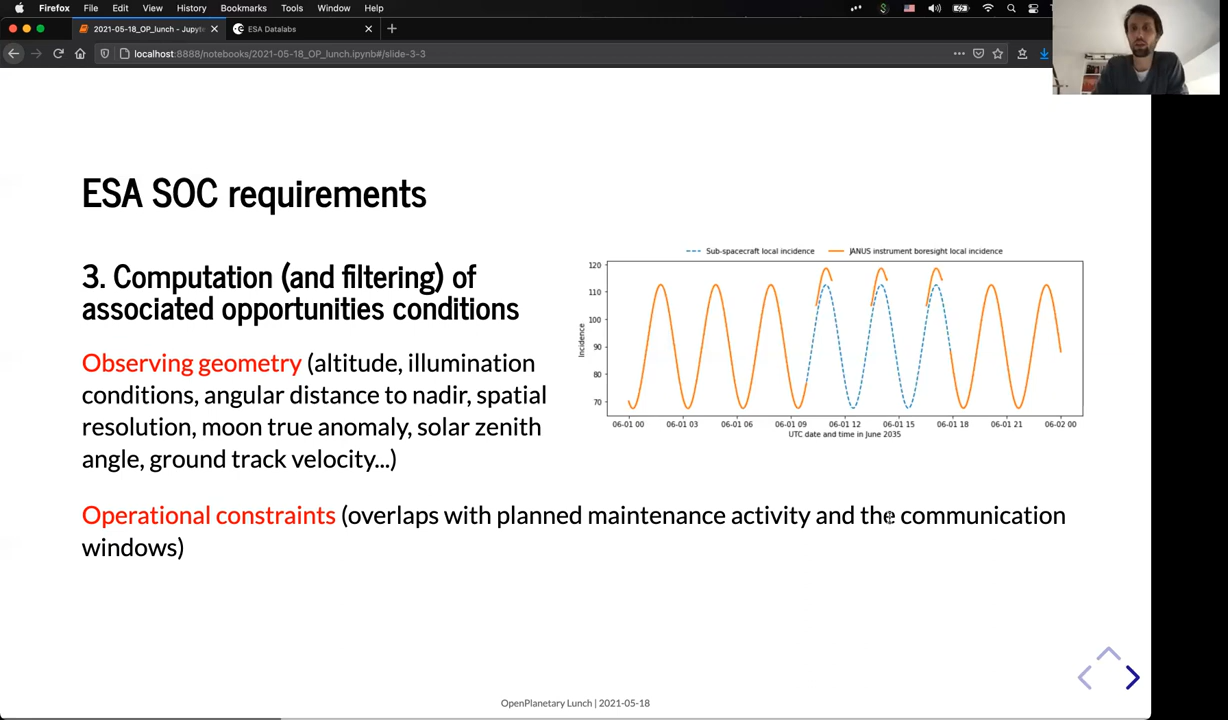 Firefox File Edit View History Bookmarks Tools Window Help
2021-05-18_OP_lunch - Jupyte
ESA Datalabs
localhost:8888/notebooks/2021-05-18_OP_lunch.ipynb#/slide-3-3
ESA SOC requirements
3. Computation (and filtering) of
associated opportunities conditions
Observing geometry (altitude, illumination
conditions, angular distance to nadir, spatial
resolution, moon true anomaly, solar zenith
angle, ground track velocity...)
Sub-spacecraft local incidence JANUS instrument boresight local incidence
120
110
100
90
80
70
Incidence
06-01 00 06-01 03 06-01 06 06-01 09 06-01 12 06-01 15 06-01 18 06-01 21 06-02 00
UTC date and time in June 2035
Operational constraints (overlaps with planned maintenance activity and the communication
windows)
OpenPlanetary Lunch | 2021-05-18